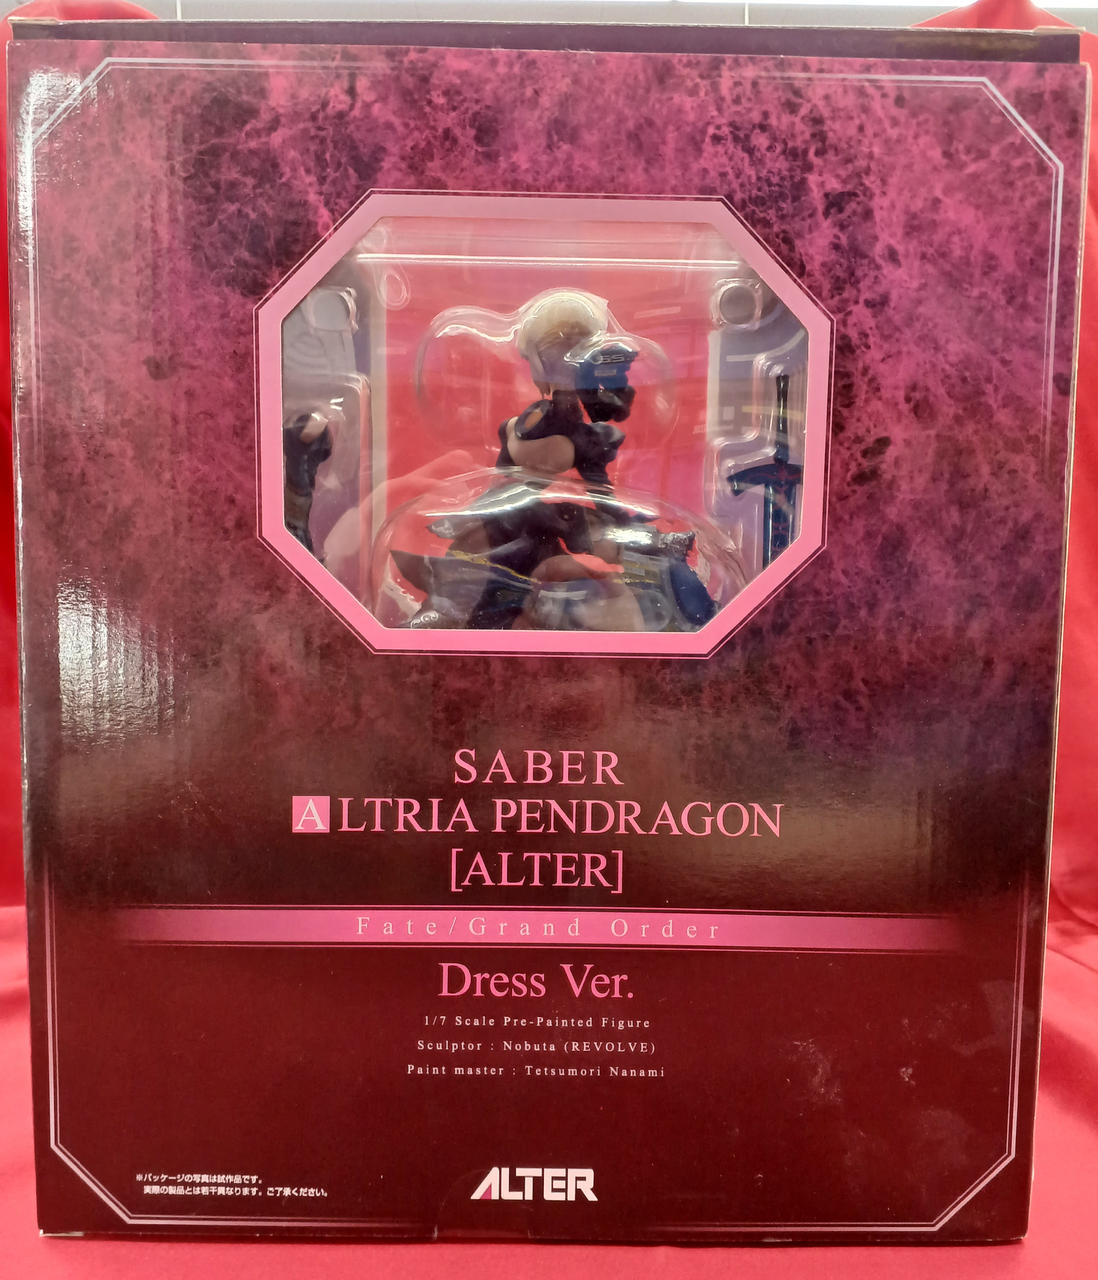 SABER
ALTRIA PENDRAGON
[ALTER]
Fate/Grand Order
Dress Ver.
1/7 Scale Pre-Painted Figure
Sculptor : Nobuta (REVOLVE)
Paint master : Tetsumori Nanami
※パッケージの写真は試作品です。
実際の製品とは若干異なります。ご了承ください。
ALTER